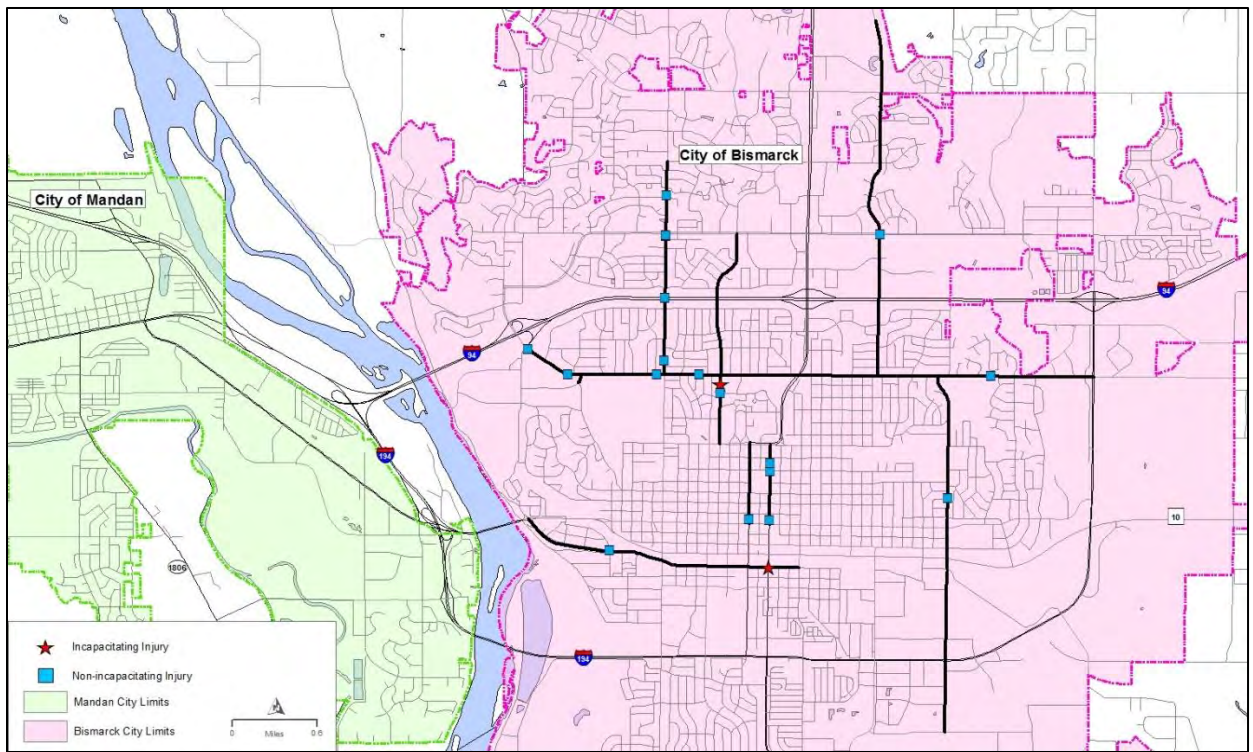 City of Bismarck
City of Mandan
94
94
194
10
1806
194
Incapacitating Injury
Non-incapacitating Injury
Mandan City Limits
Bismarck City Limits
0 Miles 0.6